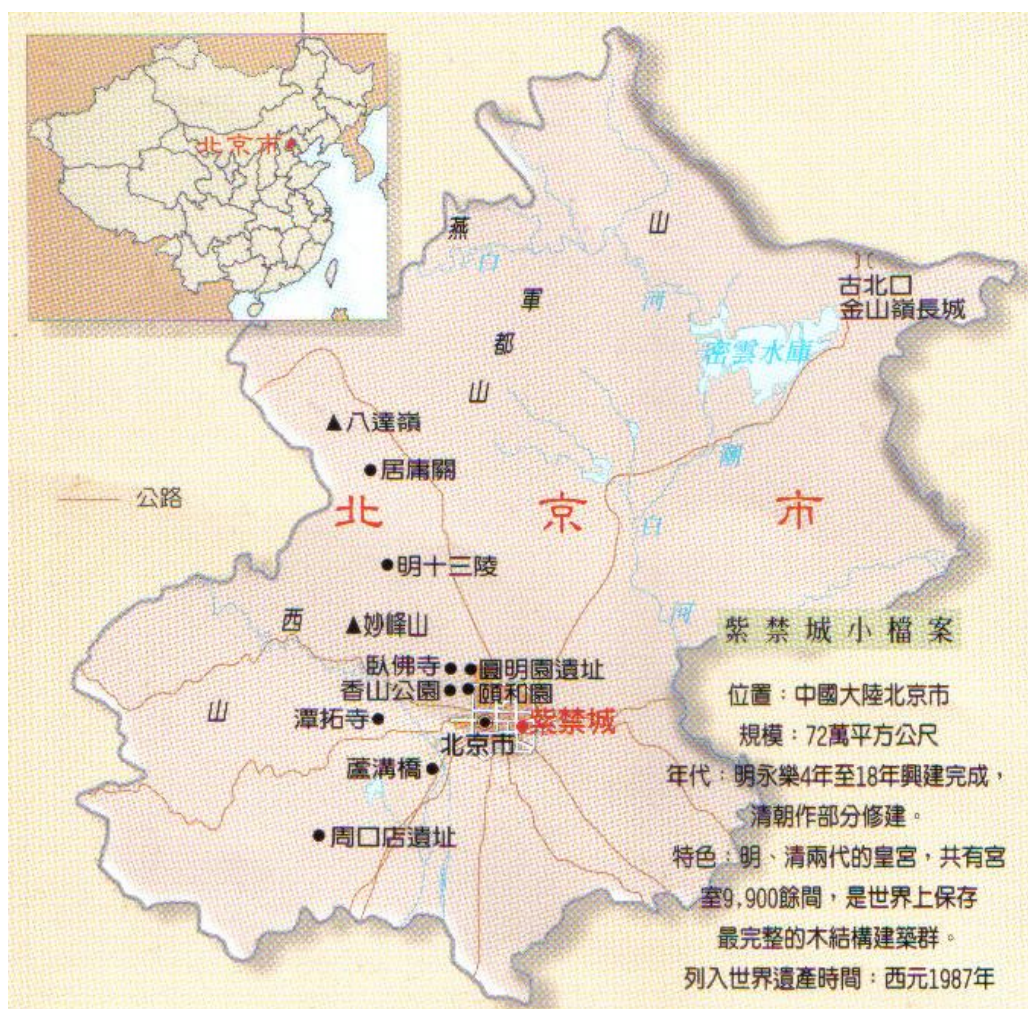 北京市
燕
山
白
河
軍
都
山
古北口
金山嶺長城
密雲水庫
▲八達嶺
居庸關
潮
公路
北京市
白
明十三陵
河
西
▲妙峰山
紫禁城小檔案
臥佛寺
圓明園遺址
香山公園
頤和園
山
潭拓寺
紫禁城
北京市
蘆溝橋
周口店遺址
位置：中國大陸北京市
規模：72萬平方公尺
年代：明永樂4年至18年興建完成，
清朝作部分修建。
特色：明、清兩代的皇宮，共有宮
室9,900餘間，是世界上保存
最完整的木結構建築群。
列入世界遺產時間：西元1987年